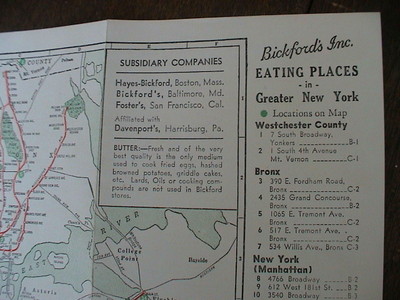 COUNTY
SUBSIDIARY COMPANIES
Hayes-Bickford, Boston, Mass.
Bickford's, Baltimore, Md.
Foster's, San Francisco, Cal.
Affiliated with
Davenport's, Harrisburg, Pa.
BUTTER:—Fresh and of the very
best quality is the only medium
used to cook fried eggs, hashed
browned potatoes, griddle cakes,
etc. Lards, Oils or cooking com-
pounds are not used in Bickford
stores.
RIVER
EAST
College
Point
Bayside
Astoria
Bickford's Inc.
EATING PLACES
- in -
Greater New York
Locations on Map
Westchester County
1 7 South Broadway,
Yonkers B-1
2 1 South 4th Avenue
Mt. Vernon C-1
Bronx
3 390 E. Fordham Road,
Bronx C-2
4 2435 Grand Concourse,
Bronx B-2
5 1065 E. Tremont Ave.,
Bronx C-2
6 517 E. Tremont Ave.,
Bronx C-2
7 534 Willis Ave., Bronx C-3
New York
(Manhattan)
8 4766 Broadway B-2
9 612 West 181st St. B-2
10 3540 Broadway